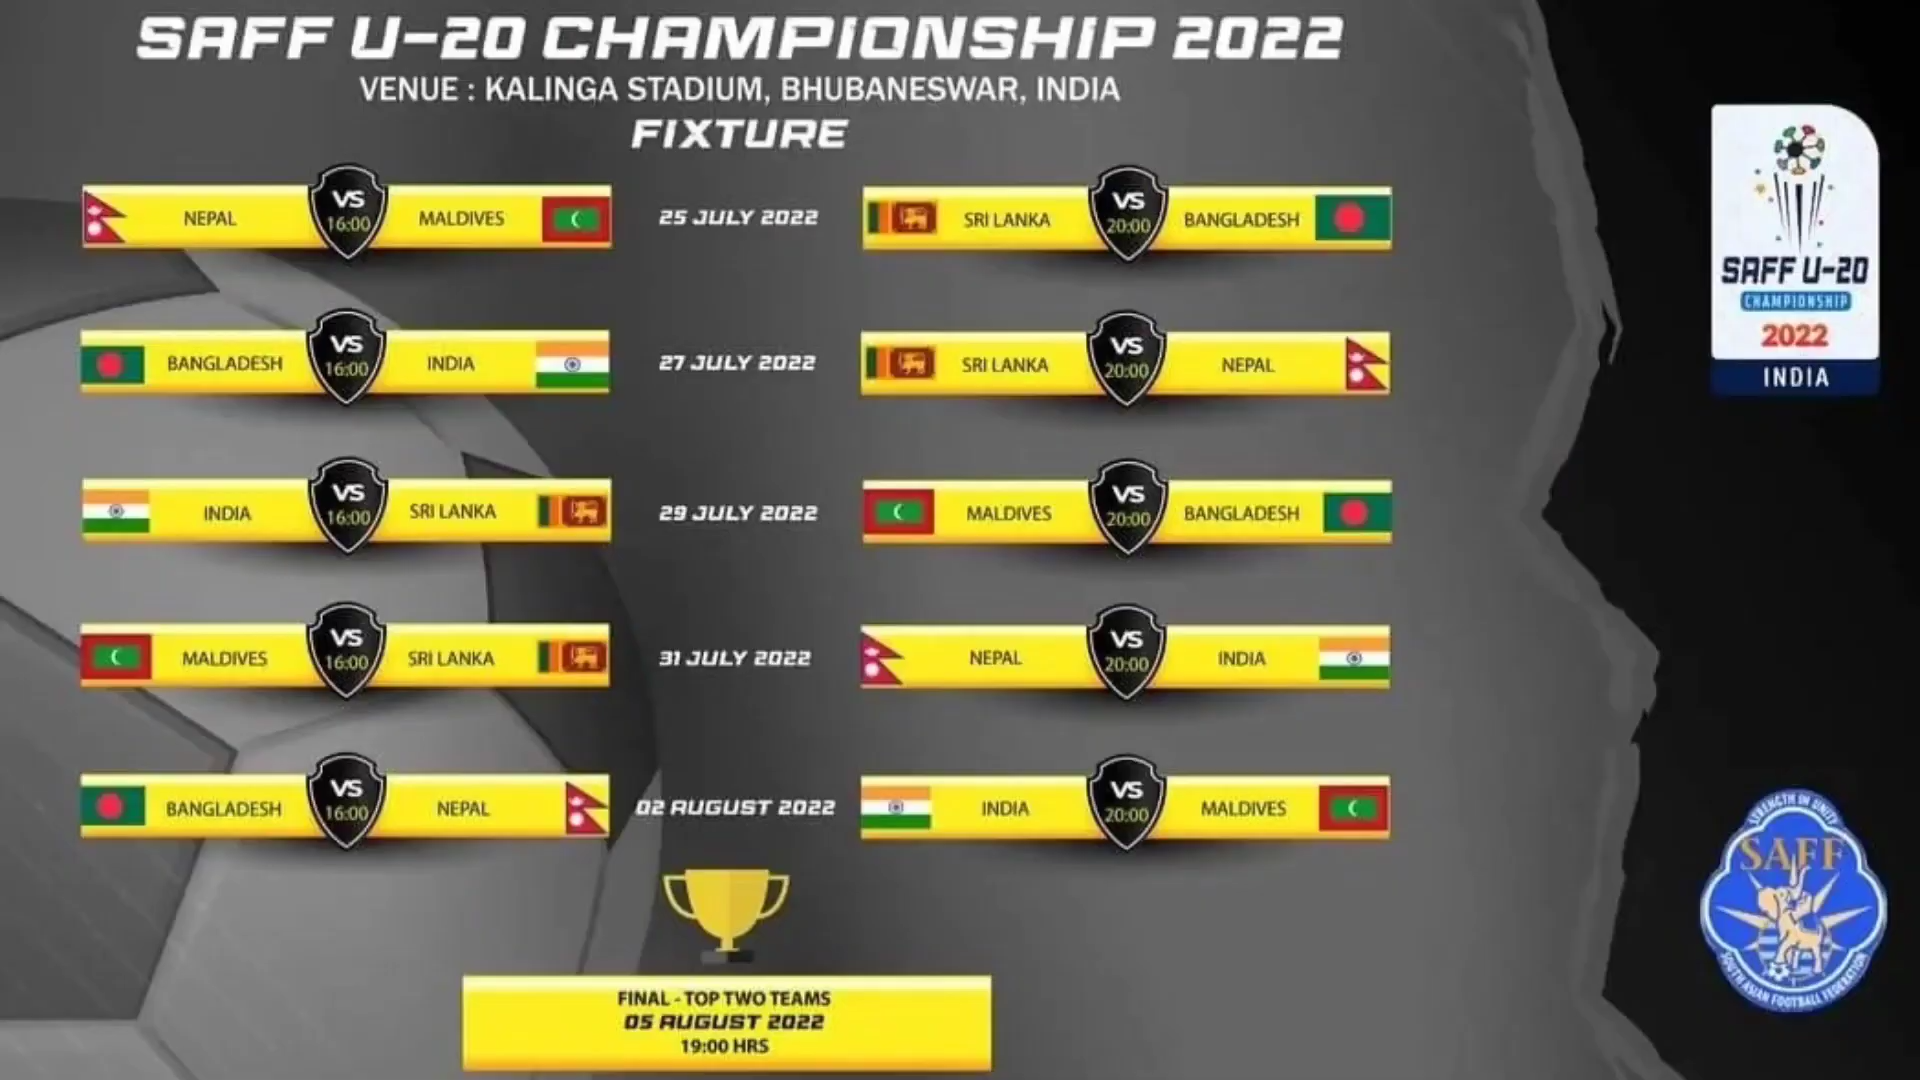 SAFF U-20 CHAMPIONSHIP 2022
VENUE : KALINGA STADIUM, BHUBANESWAR, INDIA
FIXTURE
NEPAL VS 16:00 MALDIVES 25 JULY 2022 SRI LANKA VS 20:00 BANGLADESH
BANGLADESH VS 16:00 INDIA 27 JULY 2022 SRI LANKA VS 20:00 NEPAL
INDIA VS 16:00 SRI LANKA 29 JULY 2022 MALDIVES VS 20:00 BANGLADESH
MALDIVES VS 16:00 SRI LANKA 31 JULY 2022 NEPAL VS 20:00 INDIA
BANGLADESH VS 16:00 NEPAL 02 AUGUST 2022 INDIA VS 20:00 MALDIVES
FINAL - TOP TWO TEAMS
05 AUGUST 2022
19:00 HRS
SAFF U-20
CHAMPIONSHIP
2022
INDIA
STRENGTH IN UNITY
SAFF
SOUTH ASIAN FOOTBALL FEDERATION